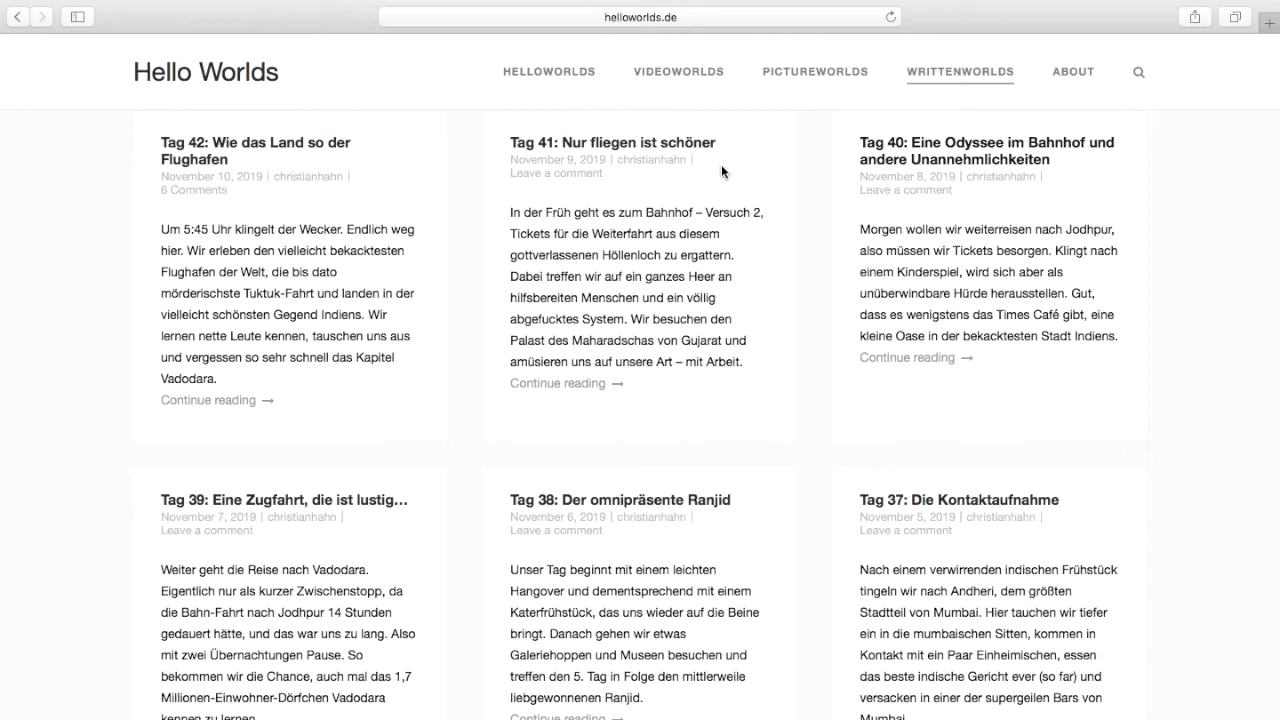 helloworlds.de
Hello Worlds
HELLOWORLDS
VIDEOWORLDS
PICTUREWORLDS
WRITTENWORLDS
ABOUT
Tag 42: Wie das Land so der
Flughafen
November 10, 2019 | christianhahn |
6 Comments
Um 5:45 Uhr klingelt der Wecker. Endlich weg
hier. Wir erleben den vielleicht bekacktesten
Flughafen der Welt, die bis dato
mörderischste Tuktuk-Fahrt und landen in der
vielleicht schönsten Gegend Indiens. Wir
lernen nette Leute kennen, tauschen uns aus
und vergessen so sehr schnell das Kapitel
Vadodara.
Continue reading →
Tag 41: Nur fliegen ist schöner
November 9, 2019 | christianhahn |
Leave a comment
In der Früh geht es zum Bahnhof – Versuch 2,
Tickets für die Weiterfahrt aus diesem
gottverlassenen Höllenloch zu ergattern.
Dabei treffen wir auf ein ganzes Heer an
hilfsbereiten Menschen und ein völlig
abgefucktes System. Wir besuchen den
Palast des Maharadschas von Gujarat und
amüsieren uns auf unsere Art – mit Arbeit.
Continue reading →
Tag 40: Eine Odyssee im Bahnhof und
andere Unannehmlichkeiten
November 8, 2019 | christianhahn |
Leave a comment
Morgen wollen wir weiterreisen nach Jodhpur,
also müssen wir Tickets besorgen. Klingt nach
einem Kinderspiel, wird sich aber als
unüberwindbare Hürde herausstellen. Gut,
dass es wenigstens das Times Café gibt, eine
kleine Oase in der bekacktesten Stadt Indiens.
Continue reading →
Tag 39: Eine Zugfahrt, die ist lustig…
November 7, 2019 | christianhahn |
Leave a comment
Weiter geht die Reise nach Vadodara.
Eigentlich nur als kurzer Zwischenstopp, da
die Bahn-Fahrt nach Jodhpur 14 Stunden
gedauert hätte, und das war uns zu lang. Also
mit zwei Übernachtungen Pause. So
bekommen wir die Chance, auch mal das 1,7
Millionen-Einwohner-Dörfchen Vadodara
kennen zu lernen.
Tag 38: Der omnipräsente Ranjid
November 6, 2019 | christianhahn |
Leave a comment
Unser Tag beginnt mit einem leichten
Hangover und dementsprechend mit einem
Katerfrühstück, das uns wieder auf die Beine
bringt. Danach gehen wir etwas
Galeriehoppen und Museen besuchen und
treffen den 5. Tag in Folge den mittlerweile
liebgewonnenen Ranjid.
Continue reading →
Tag 37: Die Kontaktaufnahme
November 5, 2019 | christianhahn |
Leave a comment
Nach einem verwirrenden indischen Frühstück
tingeln wir nach Andheri, dem größten
Stadtteil von Mumbai. Hier tauchen wir tiefer
ein in die mumbaischen Sitten, kommen in
Kontakt mit ein Paar Einheimischen, essen
das beste indische Gericht ever (so far) und
versacken in einer der supergeilen Bars von
Mumbai.